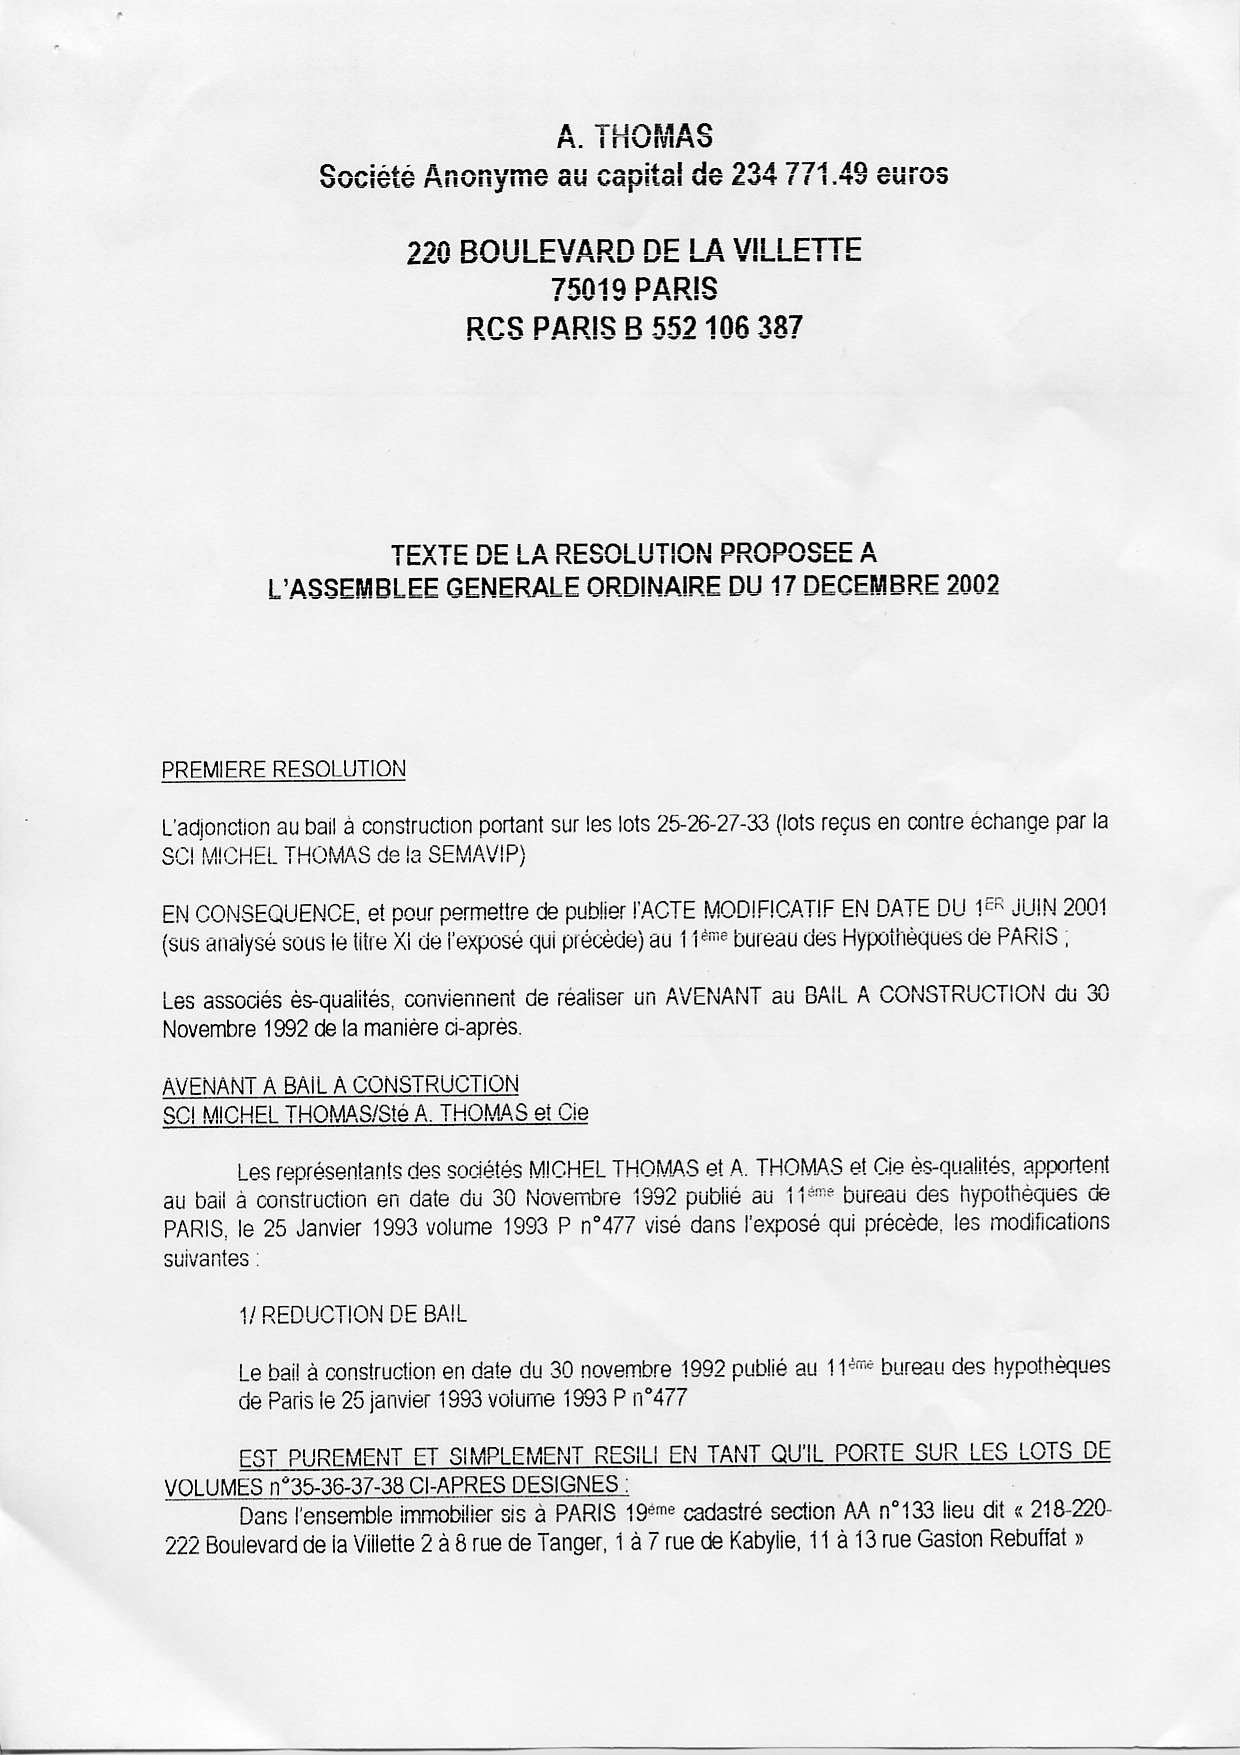 A. THOMAS
Société Anonyme au capital de 234 771.49 euros
220 BOULEVARD DE LA VILLETTE
75019 PARIS
RCS PARIS B 552 106 387
TEXTE DE LA RESOLUTION PROPOSEE A
L'ASSEMBLEE GENERALE ORDINAIRE DU 17 DECEMBRE 2002
PREMIERE RESOLUTION
L'adjonction au bail à construction portant sur les lots 25-26-27-33 (lots reçus en contre échange par la
SCI MICHEL THOMAS de la SEMAVIP)
EN CONSEQUENCE, et pour permettre de publier l'ACTE MODIFICATIF EN DATE DU 1ER JUIN 2001
(sus analysé sous le titre XI de l'exposé qui précède) au 11ème bureau des Hypothèques de PARIS ;
Les associés ès-qualités, conviennent de réaliser un AVENANT au BAIL A CONSTRUCTION du 30
Novembre 1992 de la manière ci-après.
AVENANT A BAIL A CONSTRUCTION
SCI MICHEL THOMAS/Sté A. THOMAS et Cie
Les représentants des sociétés MICHEL THOMAS et A. THOMAS et Cie ès-qualités, apportent
au bail à construction en date du 30 Novembre 1992 publié au 11ème bureau des hypothèques de
PARIS, le 25 Janvier 1993 volume 1993 P n°477 visé dans l'exposé qui précède, les modifications
suivantes :
1/ REDUCTION DE BAIL
Le bail à construction en date du 30 novembre 1992 publié au 11ème bureau des hypothèques
de Paris le 25 janvier 1993 volume 1993 P n°477
EST PUREMENT ET SIMPLEMENT RESILI EN TANT QU'IL PORTE SUR LES LOTS DE
VOLUMES n°35-36-37-38 CI-APRES DESIGNES :
Dans l'ensemble immobilier sis à PARIS 19ème cadastré section AA n°133 lieu dit « 218-220-
222 Boulevard de la Villette 2 à 8 rue de Tanger, 1 à 7 rue de Kabylie, 11 à 13 rue Gaston Rebuffat »